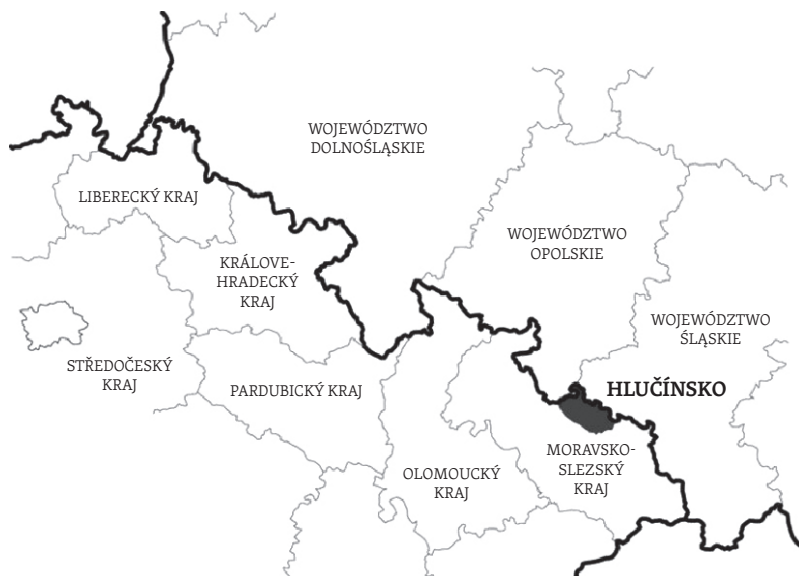 WOJEWÓDZTWO
DOLNOŚLĄSKIE
LIBERECKÝ KRAJ
WOJEWÓDZTWO
OPOLSKIE
KRÁLOVE-
HRADECKÝ
KRAJ
WOJEWÓDZTWO
ŚLĄSKIE
STŘEDOČESKÝ
KRAJ
PARDUBICKÝ KRAJ
HLUČÍNSKO
MORAVSKO-
SLEZSKÝ
KRAJ
OLOMOUCKÝ
KRAJ